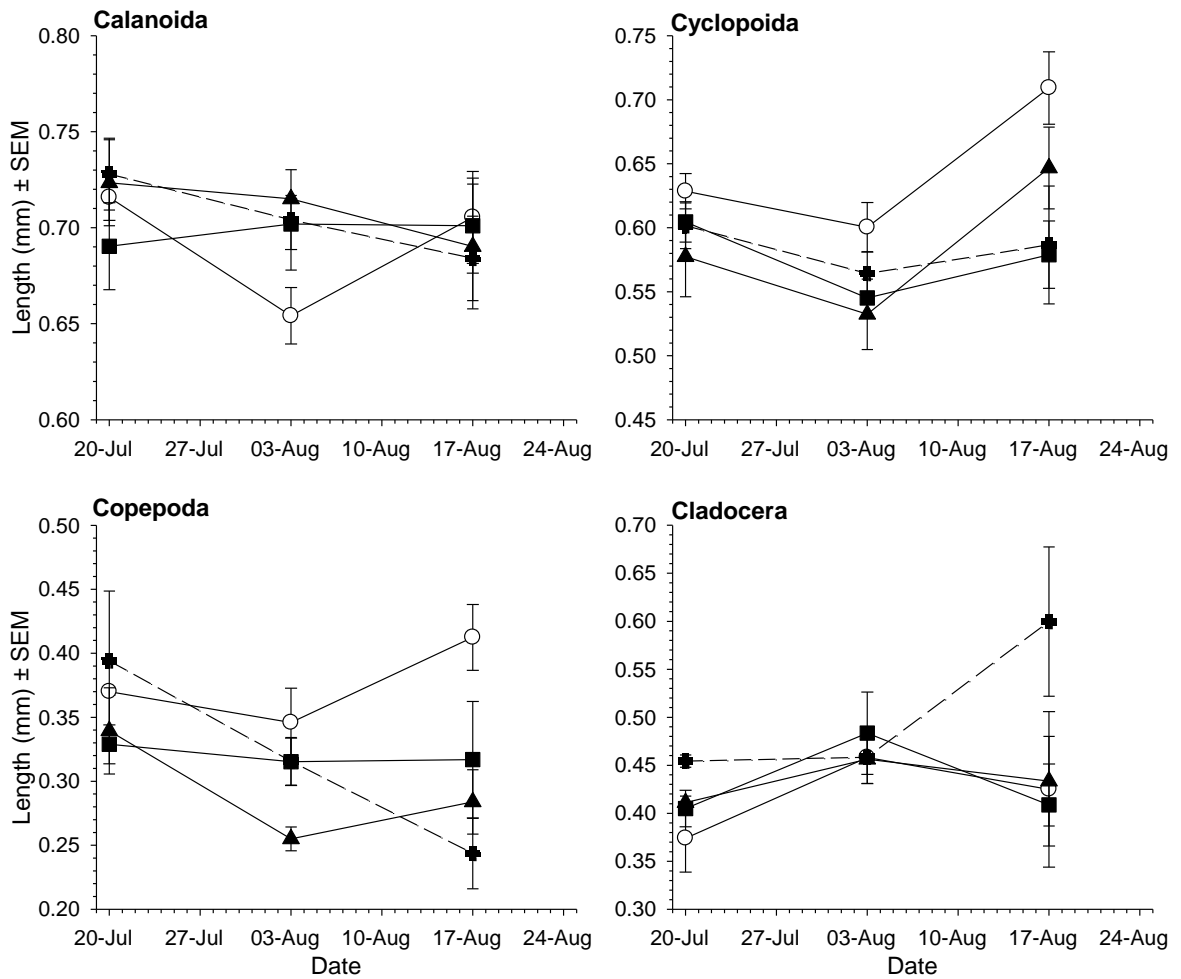 Calanoida
0.80
0.75
0.70
0.65
0.60
Length (mm) ± SEM
20-Jul 27-Jul 03-Aug 10-Aug 17-Aug 24-Aug
Cyclopoida
0.75
0.70
0.65
0.60
0.55
0.50
0.45
20-Jul 27-Jul 03-Aug 10-Aug 17-Aug 24-Aug
Copepoda
0.50
0.45
0.40
0.35
0.30
0.25
0.20
Length (mm) ± SEM
20-Jul 27-Jul 03-Aug 10-Aug 17-Aug 24-Aug
Date
Cladocera
0.70
0.65
0.60
0.55
0.50
0.45
0.40
0.35
0.30
20-Jul 27-Jul 03-Aug 10-Aug 17-Aug 24-Aug
Date